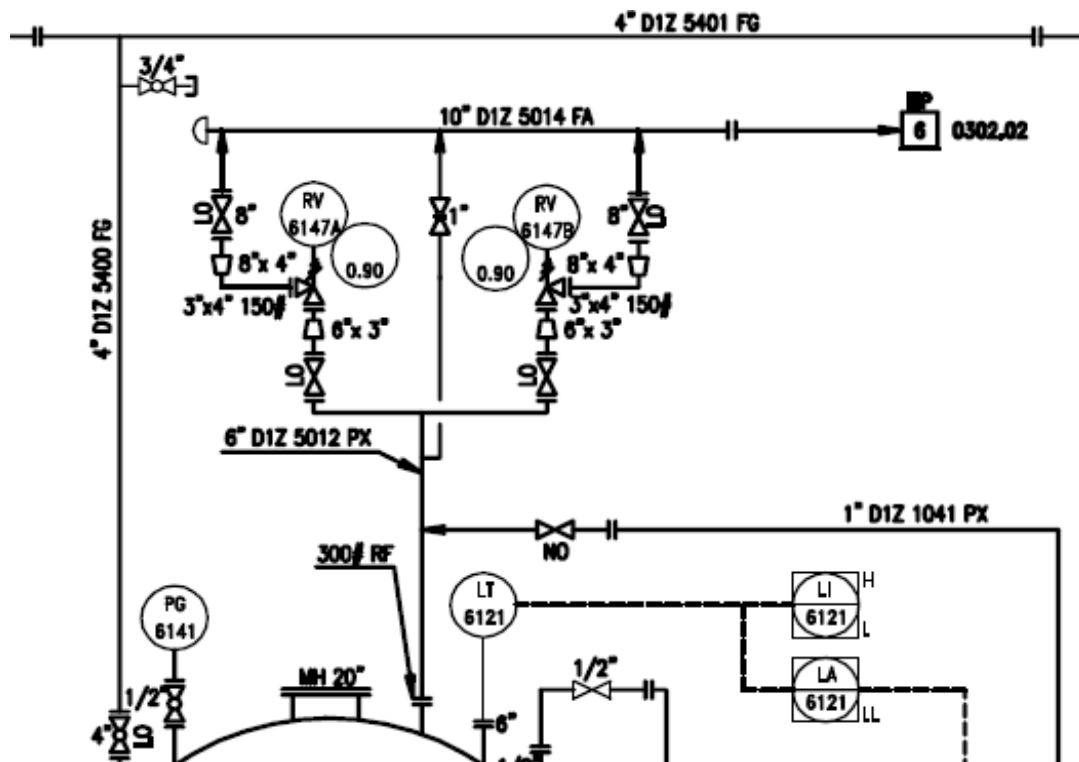 4" D1Z 5401 FG
3/4"
10" D1Z 5014 FA
6
0302,02
4" D1Z 5400 FG
LO
8"
RV
6147A
0.90
8"x 4"
3"x4" 150#
6"x 3"
LO
1"
RV
6147B
0.90
8"
LO
8"x 4"
3"x4" 150#
6"x 3"
LO
6" D1Z 5012 PX
1" D1Z 1041 PX
NO
300# RF
PG
6141
LT
6121
LI
6121
H
L
LA
6121
LL
1/2"
MH 20"
1/2"
4"
LO
6"